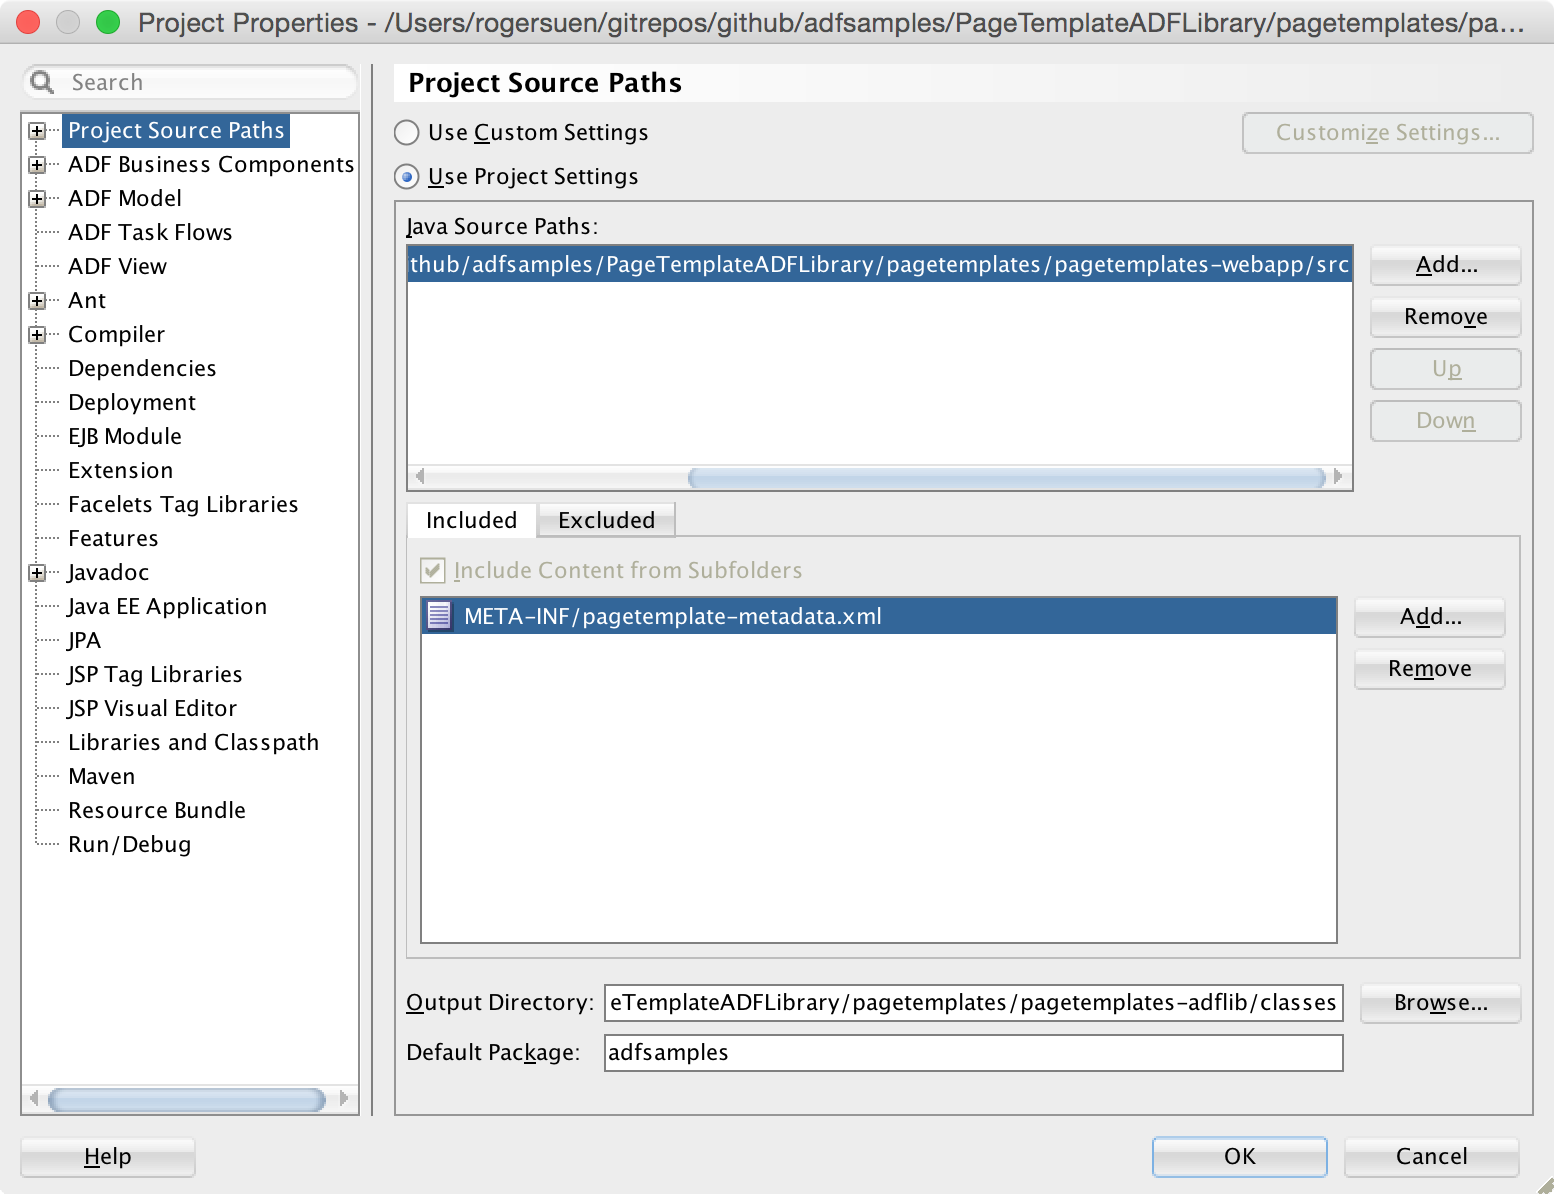 Project Properties - /Users/rogersuen/gitrepos/github/adfsamples/PageTemplateADFLibrary/pagetemplates/pa...
Search
Project Source Paths
ADF Business Components
ADF Model
ADF Task Flows
ADF View
Ant
Compiler
Dependencies
Deployment
EJB Module
Extension
Facelets Tag Libraries
Features
Javadoc
Java EE Application
JPA
JSP Tag Libraries
JSP Visual Editor
Libraries and Classpath
Maven
Resource Bundle
Run/Debug
Project Source Paths
Use Custom Settings
Customize Settings...
Use Project Settings
Java Source Paths:
thub/adfsamples/PageTemplateADFLibrary/pagetemplates/pagetemplates-webapp/src
Add...
Remove
Up
Down
Included
Excluded
Include Content from Subfolders
META-INF/pagetemplate-metadata.xml
Add...
Remove
Output Directory:
eTemplateADFLibrary/pagetemplates/pagetemplates-adflib/classes
Browse...
Default Package:
adfsamples
Help
OK
Cancel